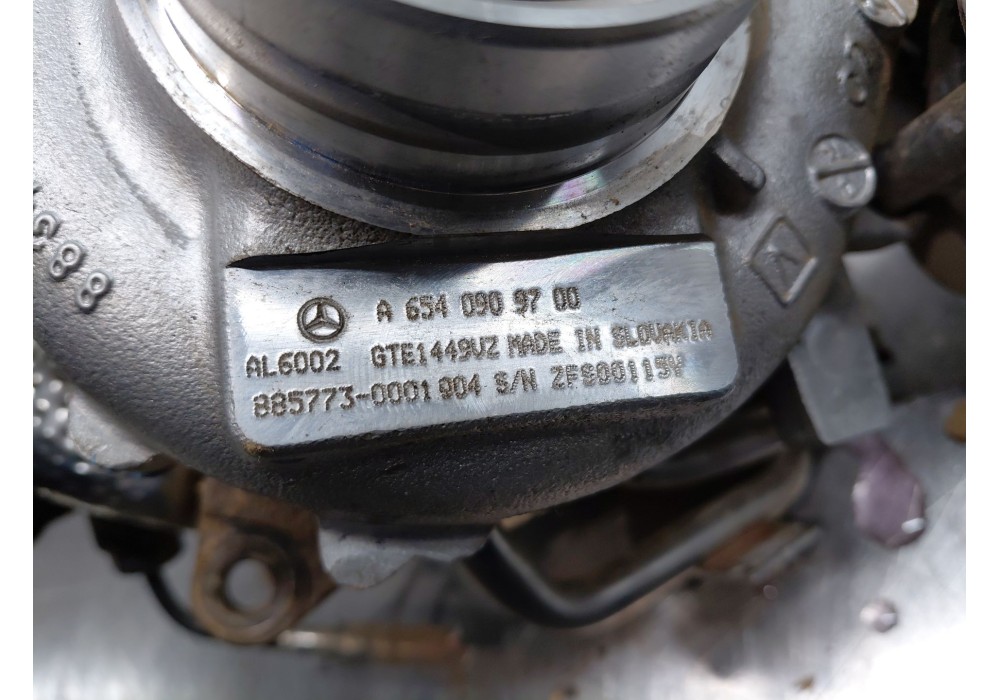 A 654 090 97 00
AL6002 GTE1449VZ MADE IN SLOVAKIA
885773-0001 904 S/N